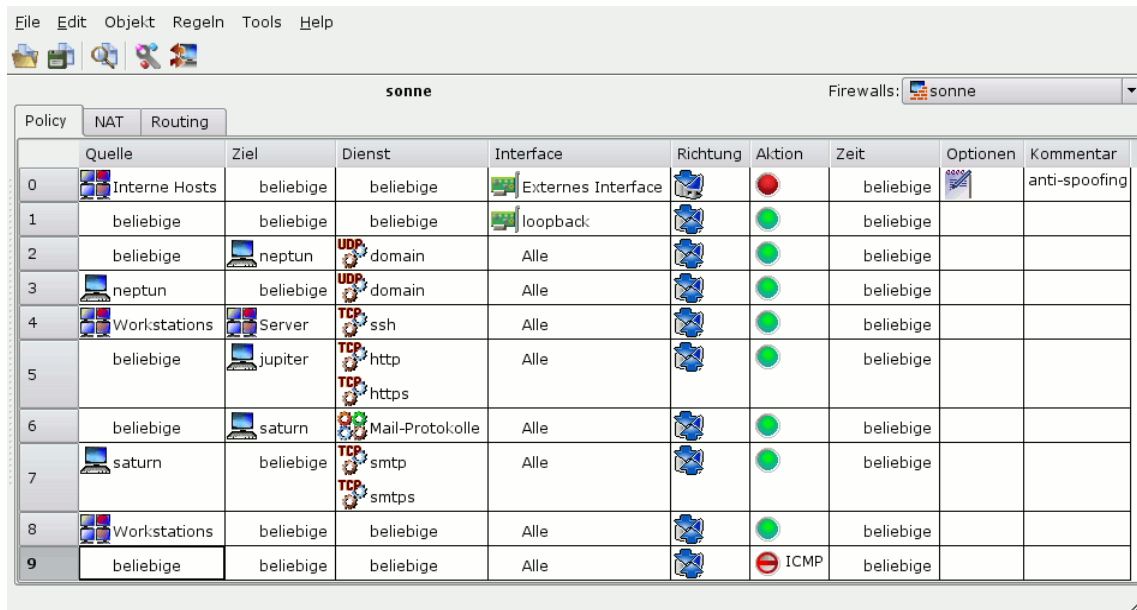 File Edit Objekt Regeln Tools Help
sonne Firewalls: sonne
Policy NAT Routing
Quelle Ziel Dienst Interface Richtung Aktion Zeit Optionen Kommentar
0 Interne Hosts beliebige beliebige Externes Interface beliebige anti-spoofing
1 beliebige beliebige beliebige loopback beliebige
2 beliebige neptun UDP domain Alle beliebige
3 neptun beliebige UDP domain Alle beliebige
4 Workstations Server TCP ssh Alle beliebige
5 beliebige jupiter TCP http Alle beliebige
TCP https
6 beliebige saturn Mail-Protokolle Alle beliebige
7 saturn beliebige TCP smtp Alle beliebige
TCP smtps
8 Workstations beliebige beliebige Alle beliebige
9 beliebige beliebige beliebige Alle ICMP beliebige